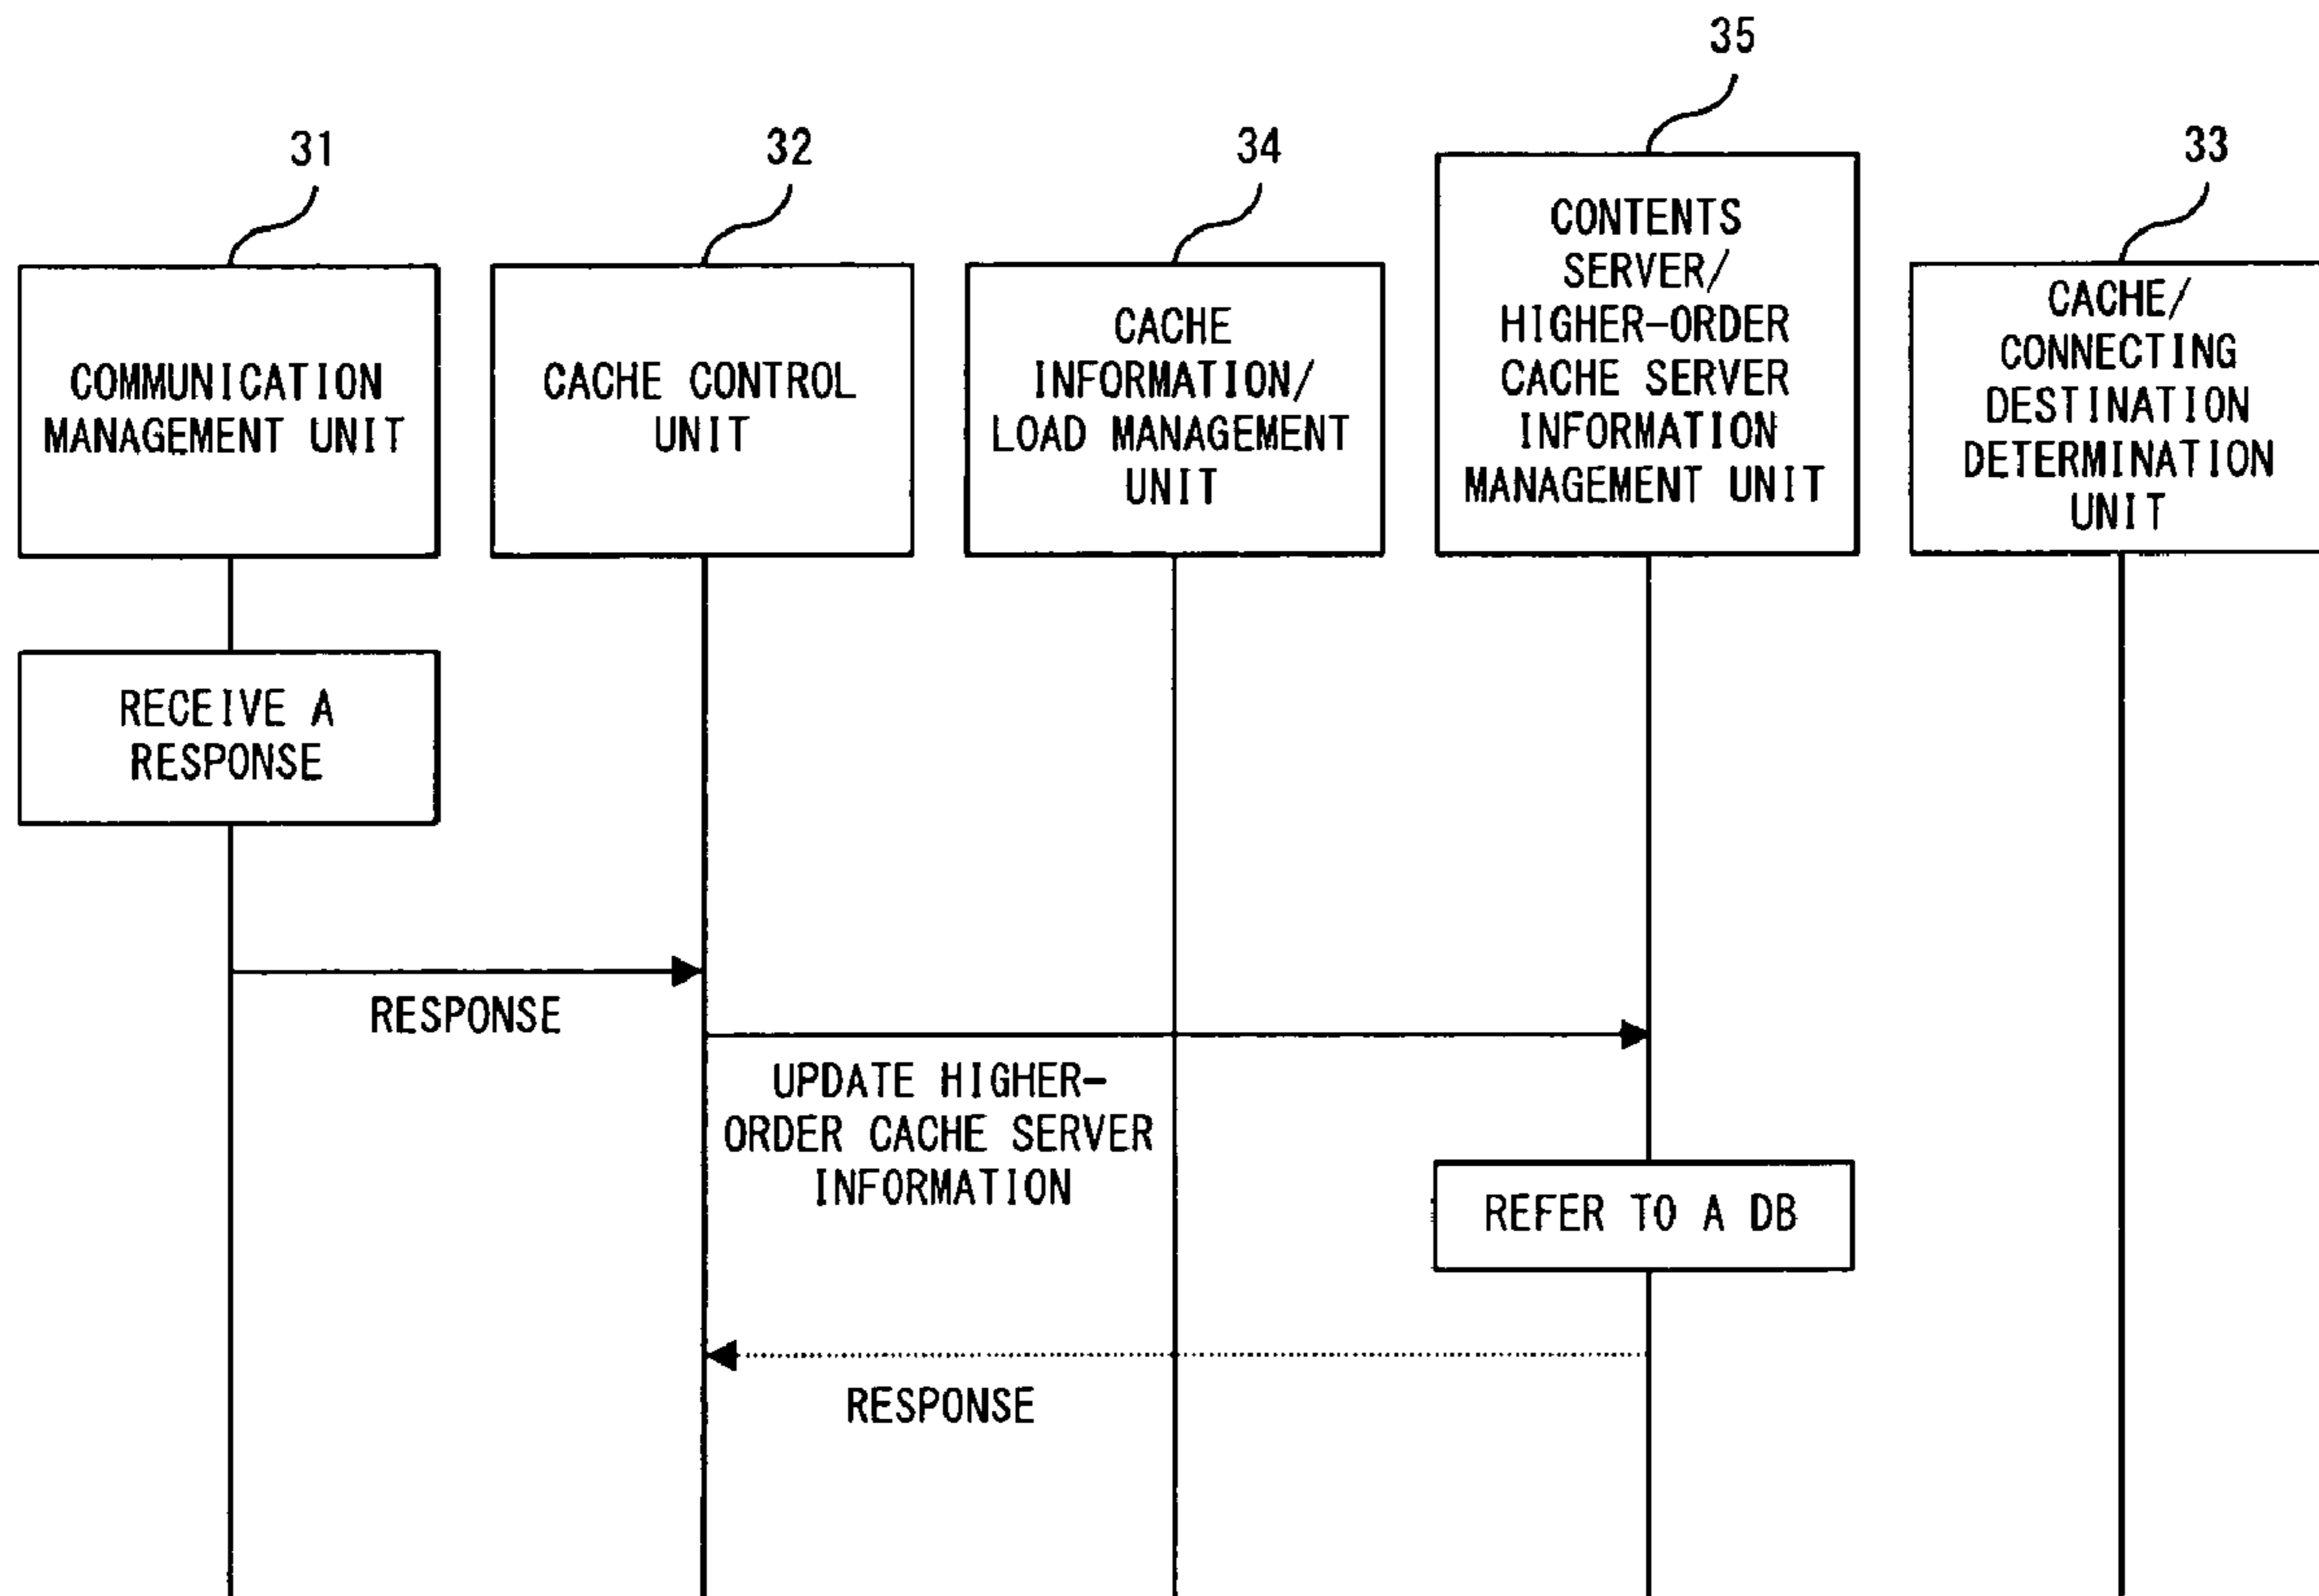 35
31
32
34
33
COMMUNICATION
MANAGEMENT UNIT
CACHE CONTROL
UNIT
CACHE
INFORMATION/
LOAD MANAGEMENT
UNIT
CONTENTS
SERVER/
HIGHER-ORDER
CACHE SERVER
INFORMATION
MANAGEMENT UNIT
CACHE/
CONNECTING
DESTINATION
DETERMINATION
UNIT
RECEIVE A
RESPONSE
RESPONSE
UPDATE HIGHER-
ORDER CACHE SERVER
INFORMATION
REFER TO A DB
RESPONSE